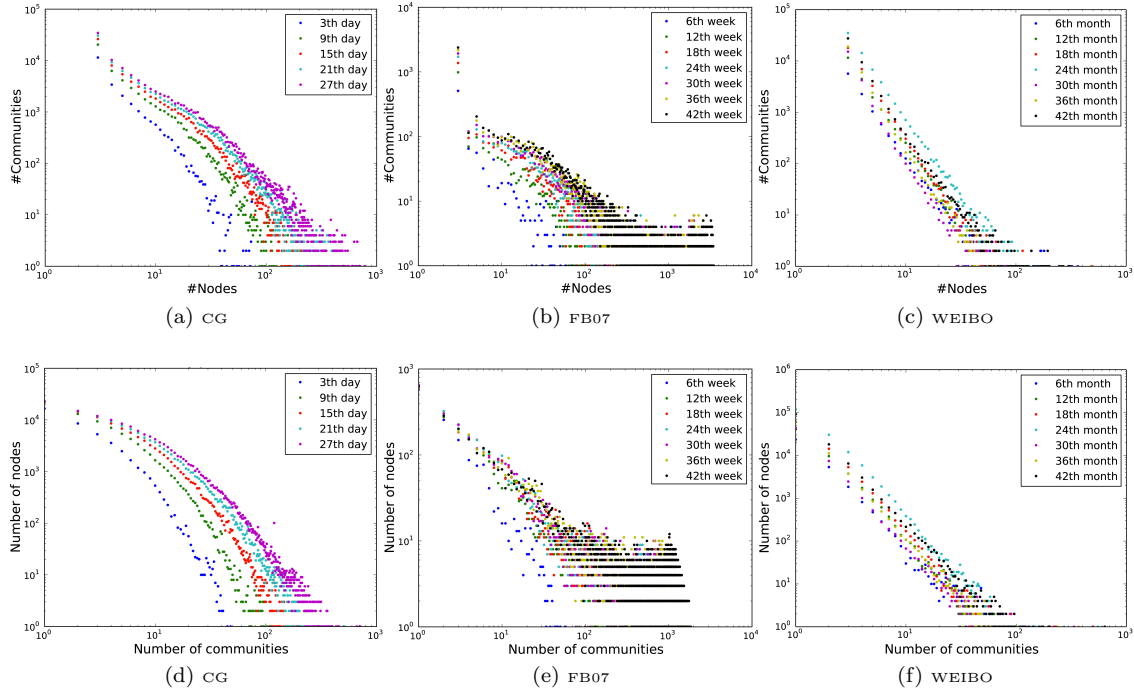 #Communities
10^5
10^4
10^3
10^2
10^1
10^0
10^0 10^1 10^2 10^3
#Nodes
3th day
9th day
15th day
21th day
27th day
(a) CG
#Communities
10^4
10^3
10^2
10^1
10^0
10^0 10^1 10^2 10^3 10^4
#Nodes
6th week
12th week
18th week
24th week
30th week
36th week
42th week
(b) FB07
#Communities
10^5
10^4
10^3
10^2
10^1
10^0
10^0 10^1 10^2 10^3
#Nodes
6th month
12th month
18th month
24th month
30th month
36th month
42th month
(c) WEIBO
Number of nodes
10^5
10^4
10^3
10^2
10^1
10^0
10^0 10^1 10^2 10^3
Number of communities
3th day
9th day
15th day
21th day
27th day
(d) CG
Number of nodes
10^3
10^2
10^1
10^0
10^0 10^1 10^2 10^3 10^4
Number of communities
6th week
12th week
18th week
24th week
30th week
36th week
42th week
(e) FB07
Number of nodes
10^6
10^5
10^4
10^3
10^2
10^1
10^0
10^0 10^1 10^2 10^3
Number of communities
6th month
12th month
18th month
24th month
30th month
36th month
42th month
(f) WEIBO